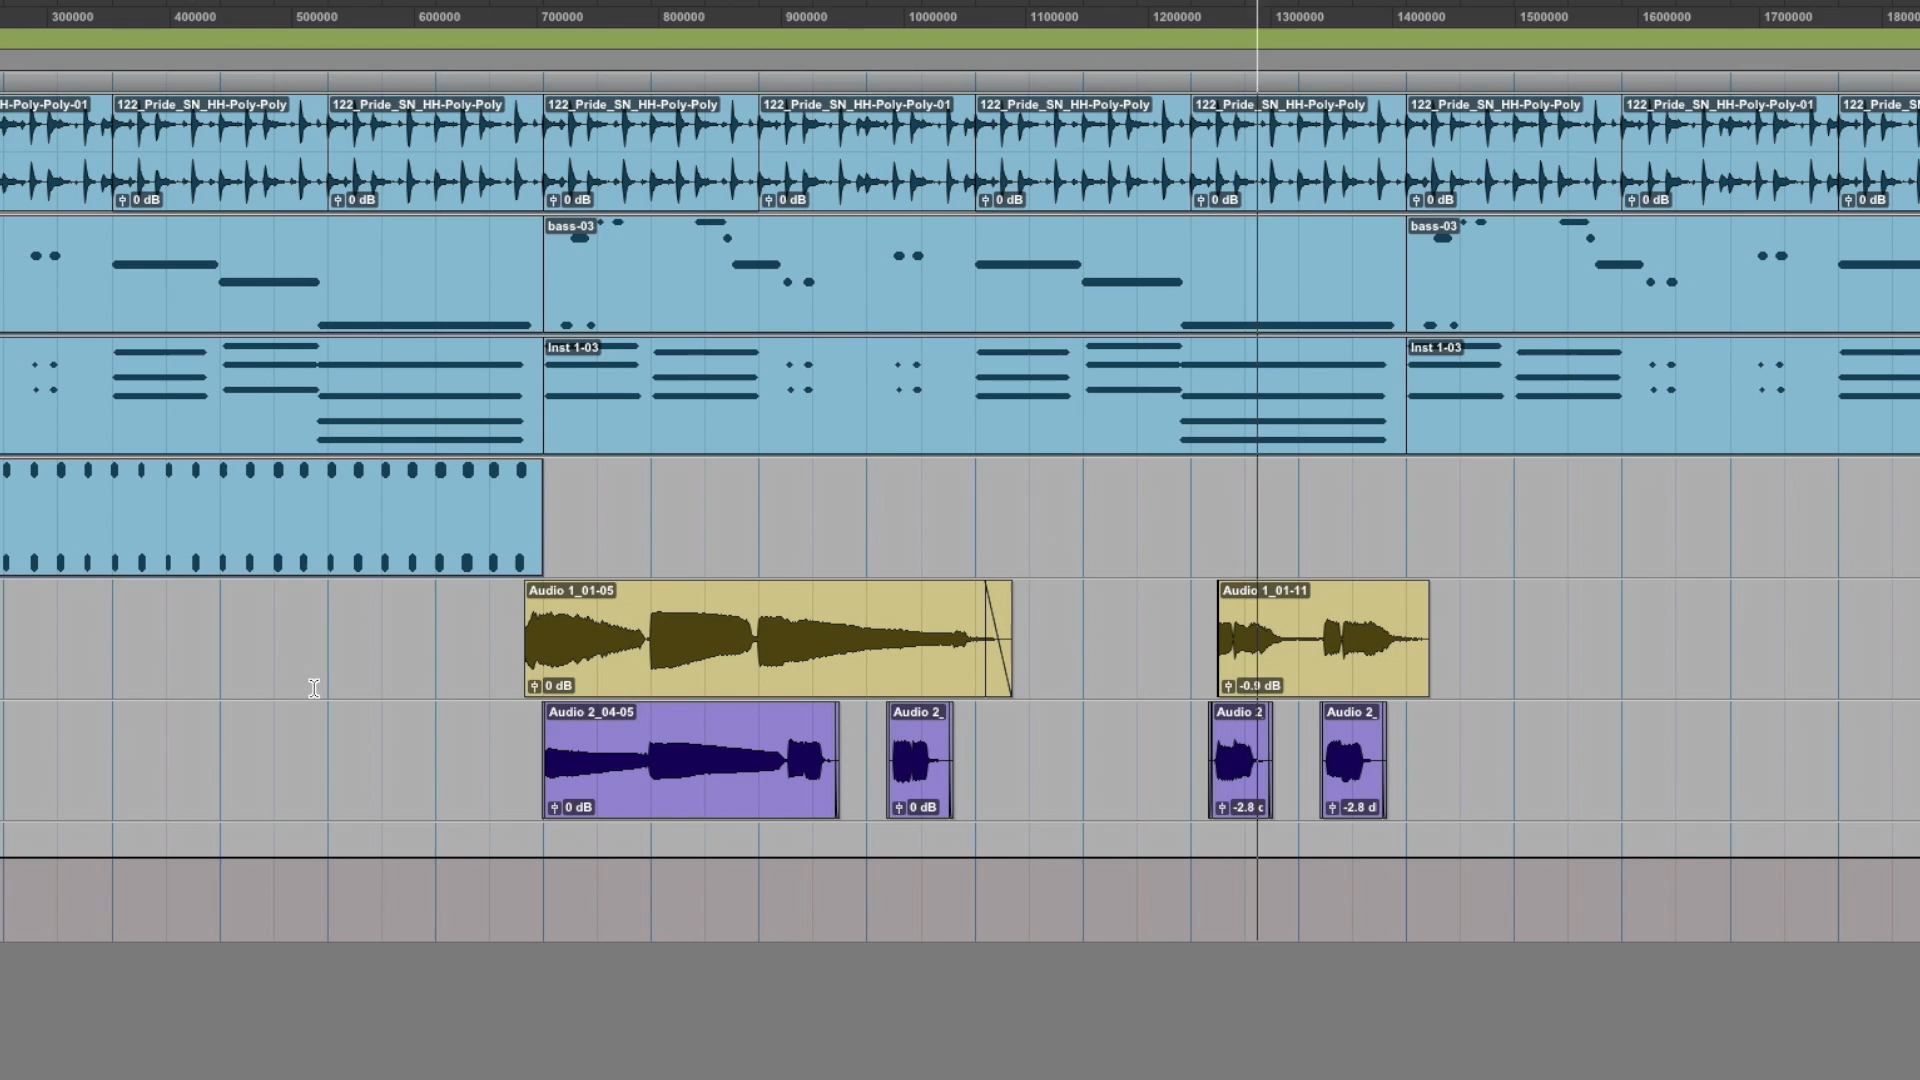 300000 400000 500000 600000 700000 800000 900000 1000000 1100000 1200000 1300000 1400000 1500000 1600000 1700000 18000
H-Poly-Poly-01 122_Pride_SN_HH-Poly-Poly 122_Pride_SN_HH-Poly-Poly 122_Pride_SN_HH-Poly-Poly 122_Pride_SN_HH-Poly-Poly-01 122_Pride_SN_HH-Poly-Poly 122_Pride_SN_HH-Poly-Poly 122_Pride_SN_HH-Poly-Poly 122_Pride_SN_HH-Poly-Poly-01 122_Pride_S
0 dB 0 dB 0 dB 0 dB 0 dB 0 dB 0 dB 0 dB 0 dB
bass-03 bass-03
Inst 1-03 Inst 1-03
Audio 1_01-05 Audio 1_01-11
0 dB -0.9 dB
Audio 2_04-05 Audio 2_ Audio 2 Audio 2_
0 dB 0 dB -2.8 -2.8 d